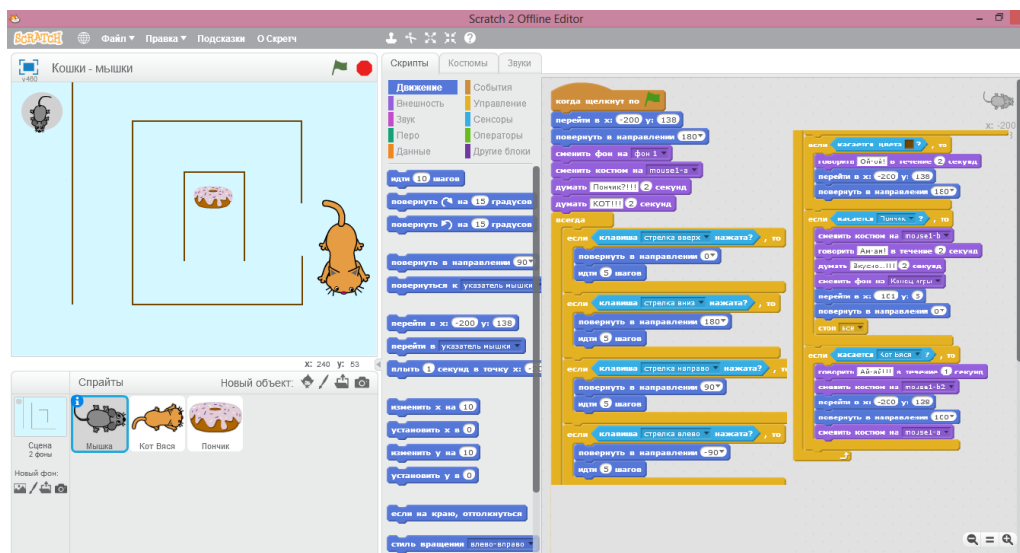 Scratch 2 Offline Editor
SCRATCH Файл Правка Подсказки О Скретч
Кошки - мышки
v460
x: 240 y: 53
Спрайты
Новый объект:
Сцена
2 фоны
Новый фон:
Мышка
Кот Вяся
Пончик
Скрипты Костюмы Звуки
Движение События
Внешность Управление
Звук Сенсоры
Перо Операторы
Данные Другие блоки
идти 10 шагов
повернуть на 15 градусов
повернуть на 15 градусов
повернуть в направлении 90
повернуться к указатель мышки
перейти в x: -200 y: 138
перейти в указатель мышки
плыть 1 секунд в точку x:
изменить x на 10
установить x в 0
изменить y на 10
установить y в 0
если на краю, оттолкнуться
стиль вращения влево-вправо
когда щелкнут по
перейти в x: -200 y: 138
повернуть в направлении 180
сменить фон на фон 1
сменить костюм на mouse1-a
думать Пончик?!!! 2 секунд
думать КОТ!!! 2 секунд
всегда
если клавиша стрелка вверх нажата? , то
повернуть в направлении 0
идти 5 шагов
если клавиша стрелка вниз нажата? , то
повернуть в направлении 180
идти 5 шагов
если клавиша стрелка направо нажата? , то
повернуть в направлении 90
идти 5 шагов
если клавиша стрелка влево нажата? , то
повернуть в направлении -90
идти 5 шагов
x: -200
если касается цвета ? , то
говорить Ой-ой! в течение 2 секунд
перейти в x: -200 y: 138
повернуть в направлении 180
если касается Пончик ? , то
сменить костюм на mouse1-b
говорить Ам-ам! в течение 2 секунд
думать Вкусно...!!! 2 секунд
сменить фон на Конец игры
перейти в x: 101 y: 5
повернуть в направлении 0
стоп все
если касается Кот Вяся ? , то
говорить Ай-ай!!! в течение 1 секунд
сменить костюм на mouse1-b2
перейти в x: -200 y: 138
повернуть в направлении 180
сменить костюм на mouse1-a